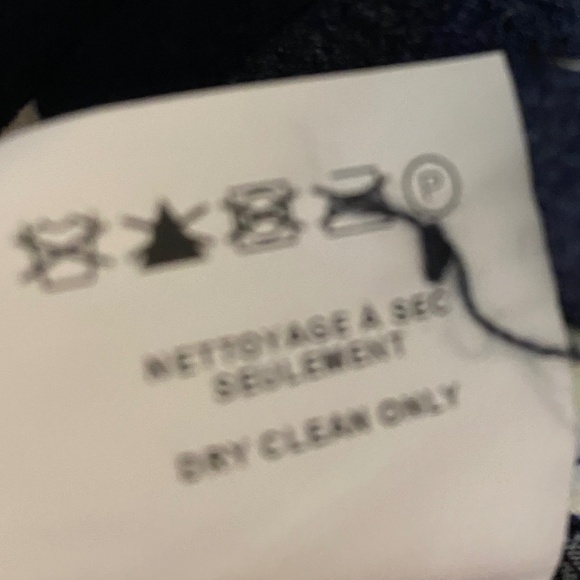 P
NETTOYAGE A SEC
SEULEMENT
DRY CLEAN ONLY